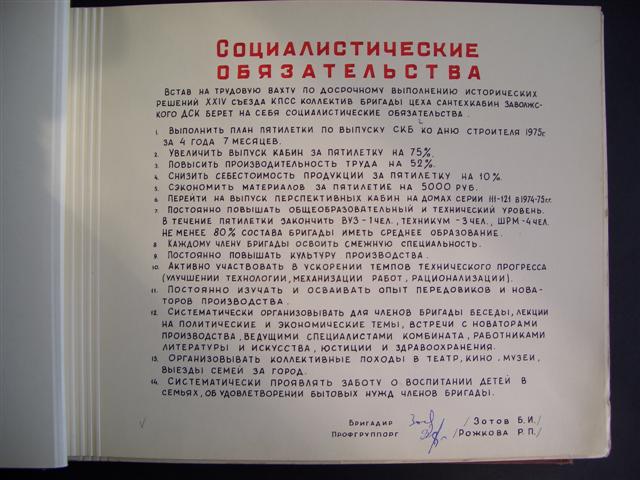 Социалистические
обязательства
Встав на трудовую вахту по досрочному выполнению исторических
решений XXIV съезда КПСС коллектив бригады цеха сантехкабин Заволжс-
кого ДСК берет на себя социалистические обязательства.
1. Выполнить план пятилетки по выпуску СКБ ко дню строителя 1975г.
за 4 года 7 месяцев.
2. Увеличить выпуск кабин за пятилетку на 75%.
3. Повысить производительность труда на 52%.
4. Снизить себестоимость продукции за пятилетку на 10%.
5. Сэкономить материалов за пятилетие на 5000 руб.
6. Перейти на выпуск перспективных кабин на домах серии III-121 в 1974-75г.г.
7. Постоянно повышать общеобразовательный и технический уровень.
В течение пятилетки закончить ВУЗ-1чел., техникум-3чел., ШРМ-4чел.
Не менее 80% состава бригады иметь среднее образование.
8. Каждому члену бригады освоить смежную специальность.
9. Постоянно повышать культуру производства.
10. Активно участвовать в ускорении темпов технического прогресса
(улучшении технологии, механизации работ, рационализации).
11. Постоянно изучать и осваивать опыт передовиков и нова-
торов производства.
12. Систематически организовывать для членов бригады беседы, лекции
на политические и экономические темы, встречи с новаторами
производства, ведущими специалистами комбината, работниками
литературы и искусства, юстиции и здравоохранения.
13. Организовывать коллективные походы в театр, кино, музеи,
выезды семей за город.
14. Систематически проявлять заботу о воспитании детей в
семьях, об удовлетворении бытовых нужд членов бригады.
Бригадир /Зотов Б.И./
Профгруппорг /Рожкова Р.П./